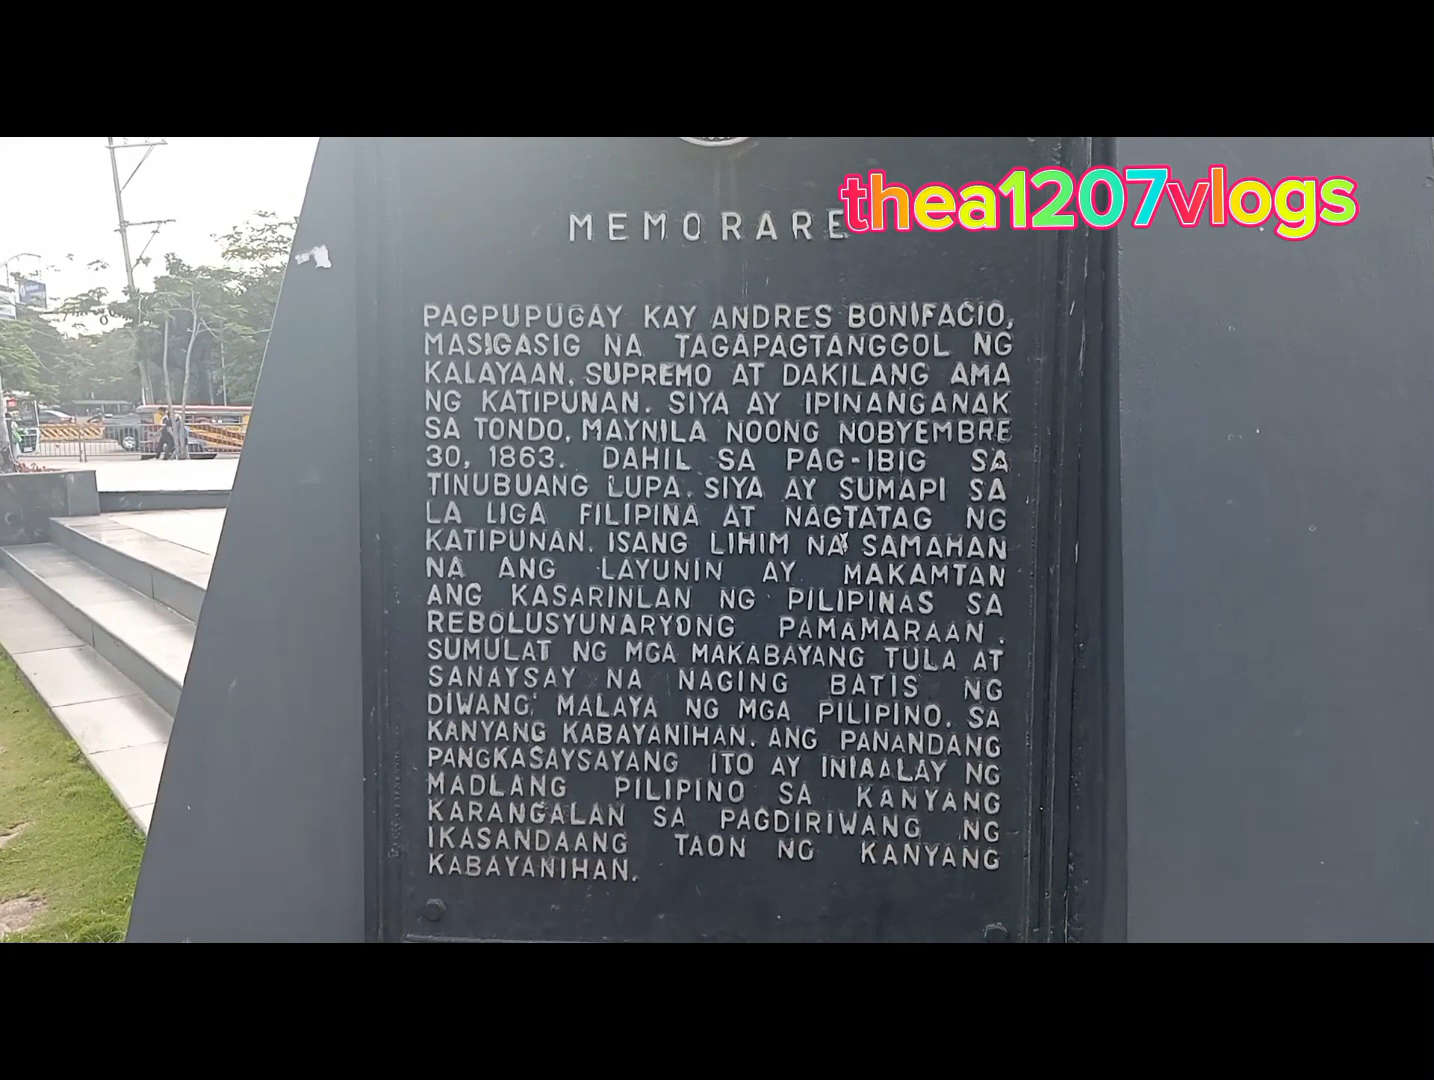 thea1207vlogs
MEMORARE
PAGPUPUGAY KAY ANDRES BONIFACIO,
MASIGASIG NA TAGAPAGTANGGOL NG
KALAYAAN, SUPREMO AT DAKILANG AMA
NG KATIPUNAN. SIYA AY IPINANGANAK
SA TONDO, MAYNILA NOONG NOBYEMBRE
30, 1863. DAHIL SA PAG-IBIG SA
TINUBUANG LUPA, SIYA AY SUMAPI SA
LA LIGA FILIPINA AT NAGTATAG NG
KATIPUNAN, ISANG LIHIM NA SAMAHAN
NA ANG LAYUNIN AY MAKAMTAN
ANG KASARINLAN NG PILIPINAS SA
REBOLUSYUNARYONG PAMAMARAAN.
SUMULAT NG MGA MAKABAYANG TULA AT
SANAYSAY NA NAGING BATIS NG
DIWANG MALAYA NG MGA PILIPINO. SA
KANYANG KABAYANIHAN, ANG PANANDANG
PANGKASAYSAYANG ITO AY INIAALAY NG
MADLANG PILIPINO SA KANYANG
KARANGALAN SA PAGDIRIWANG NG
IKASANDAANG TAON NG KANYANG
KABAYANIHAN.